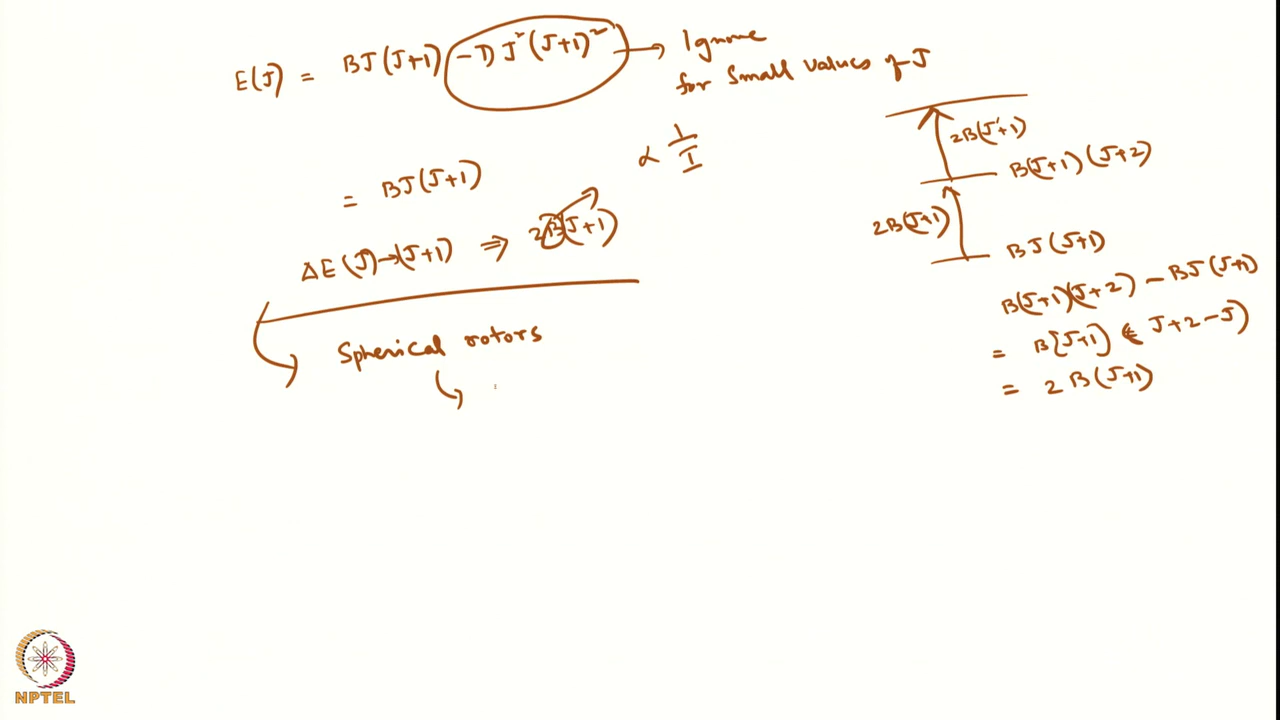 E(J) = BJ(J+1) -D J²(J+1)² → Ignore
for small values of J
= BJ(J+1)
α 1/I
ΔE (J)→(J+1) ⇒ 2B(J+1)
Spherical rotors
2B(J'+1)
B(J+1)(J+2)
2B(J+1)
BJ(J+1)
B(J+1)(J+2) - BJ(J+1)
= B(J+1) ( J+2-J)
= 2B(J+1)
NPTEL